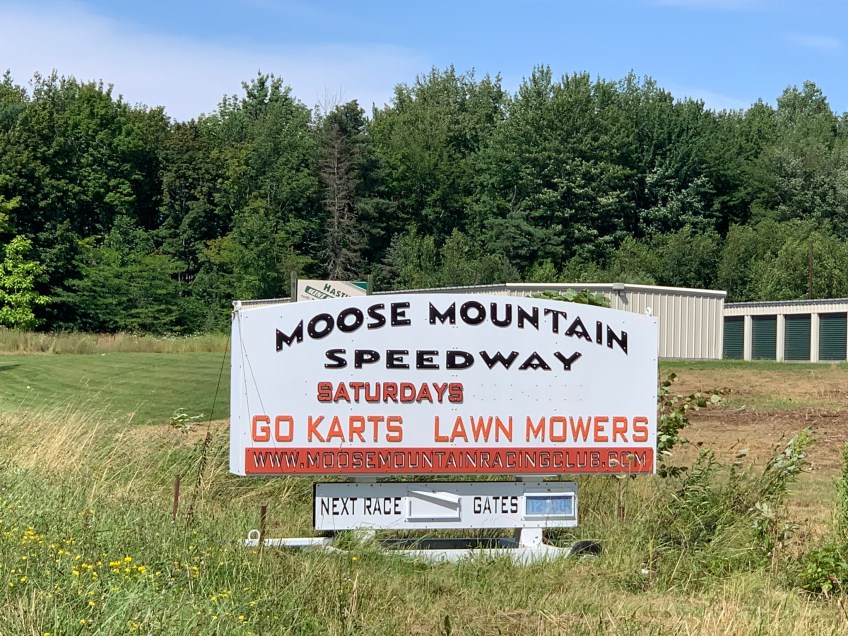 MOOSE MOUNTAIN
SPEEDWAY
SATURDAYS
GO KARTS LAWN MOWERS
WWW.MOOSEMOUNTAINRACINGCLUB.COM
NEXT RACE GATES